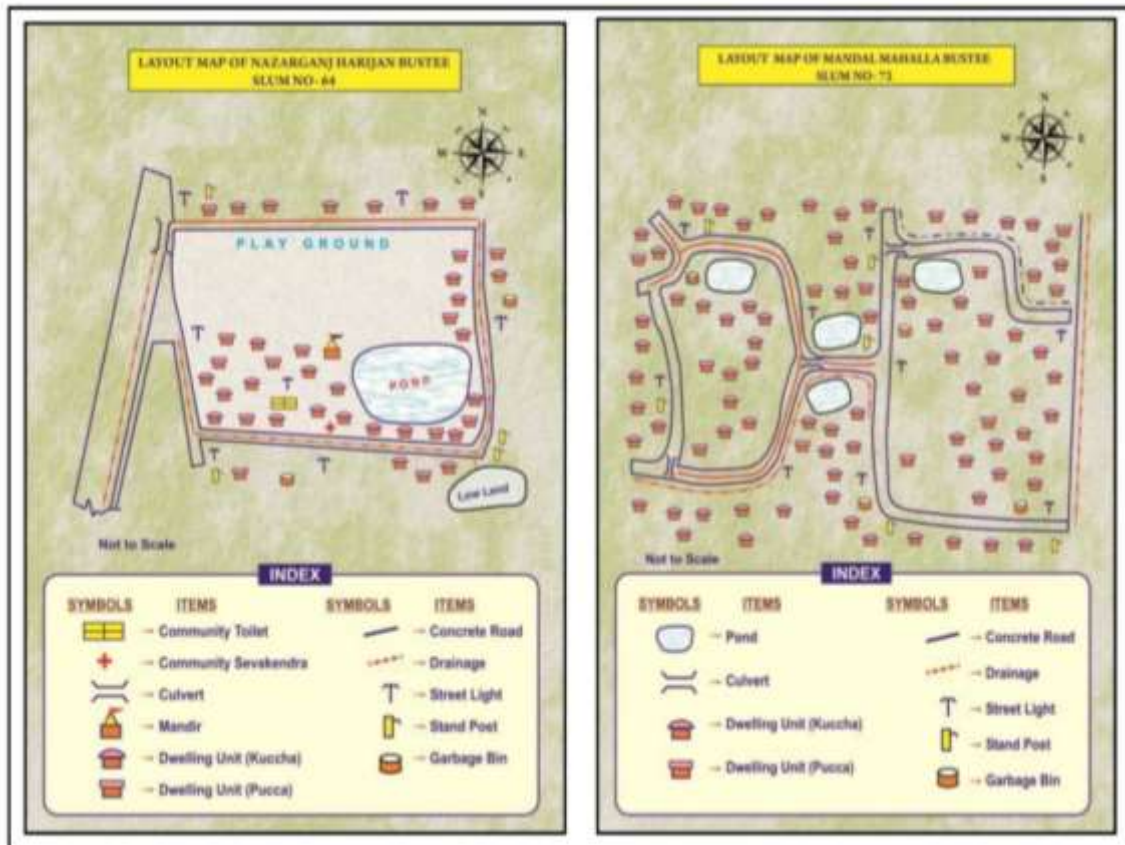 LAYOUT MAP OF NAZARGANJ HARIJAN BUSTEE
SLUM NO- 64
N
W
E
S
PLAY GROUND
POND
Low Land
Not to Scale
INDEX
SYMBOLS ITEMS SYMBOLS ITEMS
→ Community Toilet → Concrete Road
→ Community Sevakendra → Drainage
→ Culvert → Street Light
→ Mandir → Stand Post
→ Dwelling Unit (Kuccha) → Garbage Bin
→ Dwelling Unit (Pucca)
LAYOUT MAP OF MANDAL MAHALLA BUSTEE
SLUM NO- 73
N
W
E
S
Not to Scale
INDEX
SYMBOLS ITEMS SYMBOLS ITEMS
→ Pond → Concrete Road
→ Culvert → Drainage
→ Dwelling Unit (Kuccha) → Street Light
→ Dwelling Unit (Pucca) → Stand Post
→ Garbage Bin